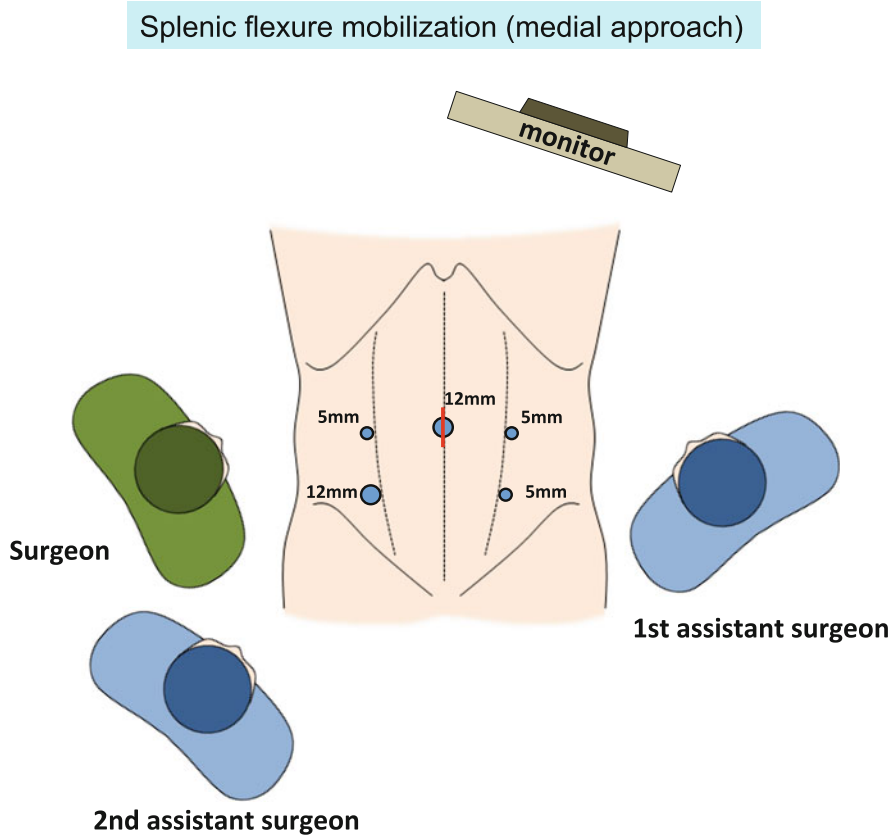 Splenic flexure mobilization (medial approach)
monitor
12mm
5mm
5mm
12mm
5mm
Surgeon
1st assistant surgeon
2nd assistant surgeon